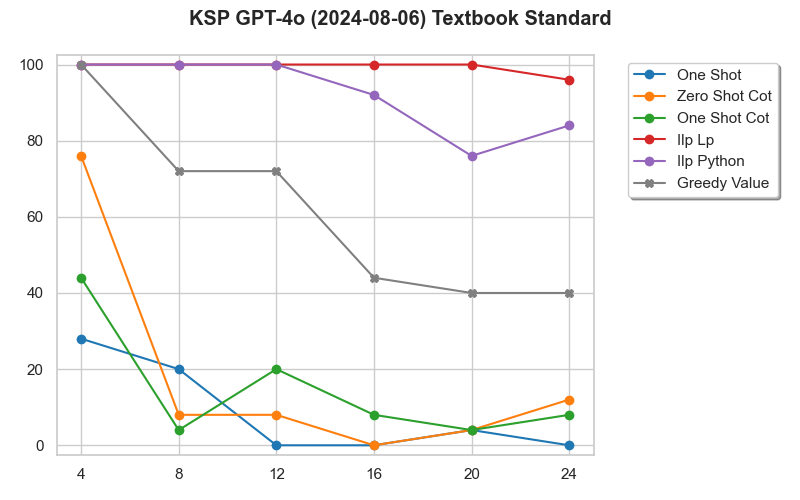 KSP GPT-4o (2024-08-06) Textbook Standard
100
80
60
40
20
0
4 8 12 16 20 24
One Shot
Zero Shot Cot
One Shot Cot
Ilp Lp
Ilp Python
Greedy Value